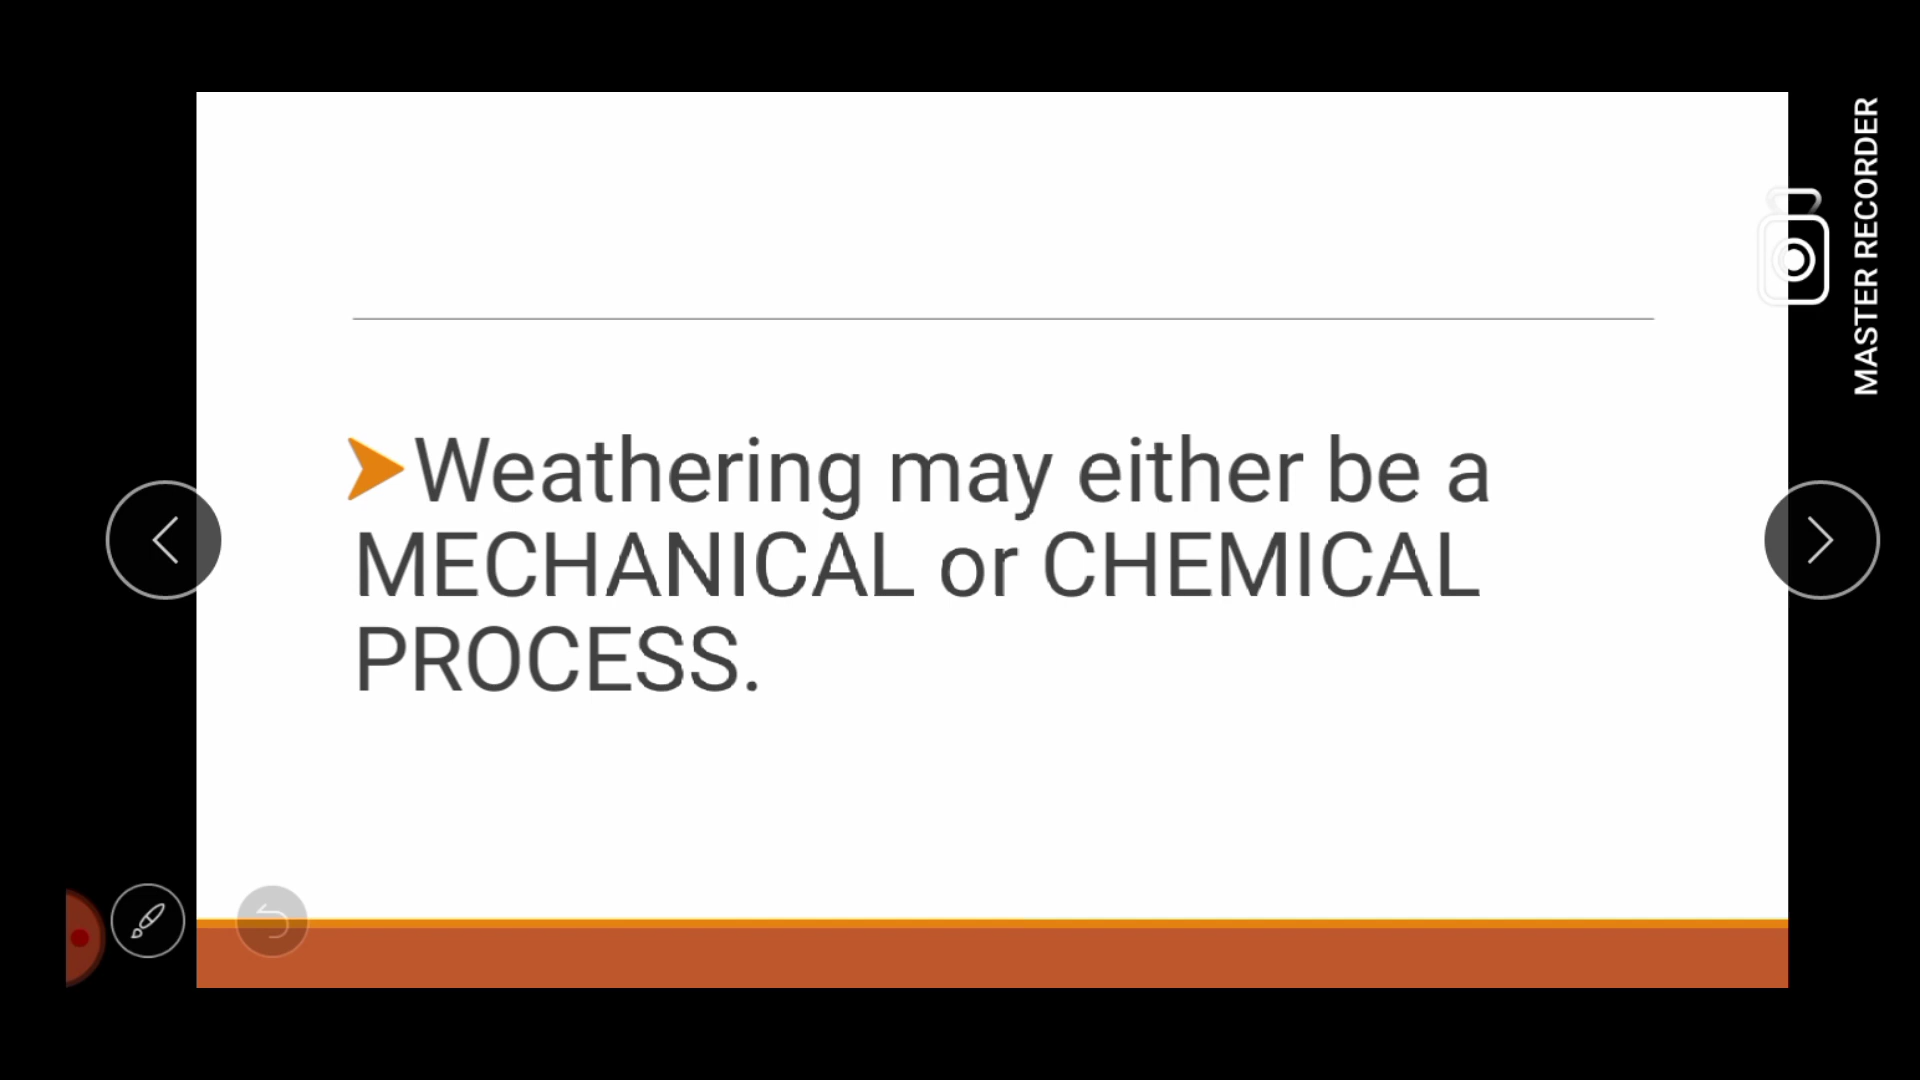 Weathering may either be a
MECHANICAL or CHEMICAL
PROCESS.
MASTER RECORDER